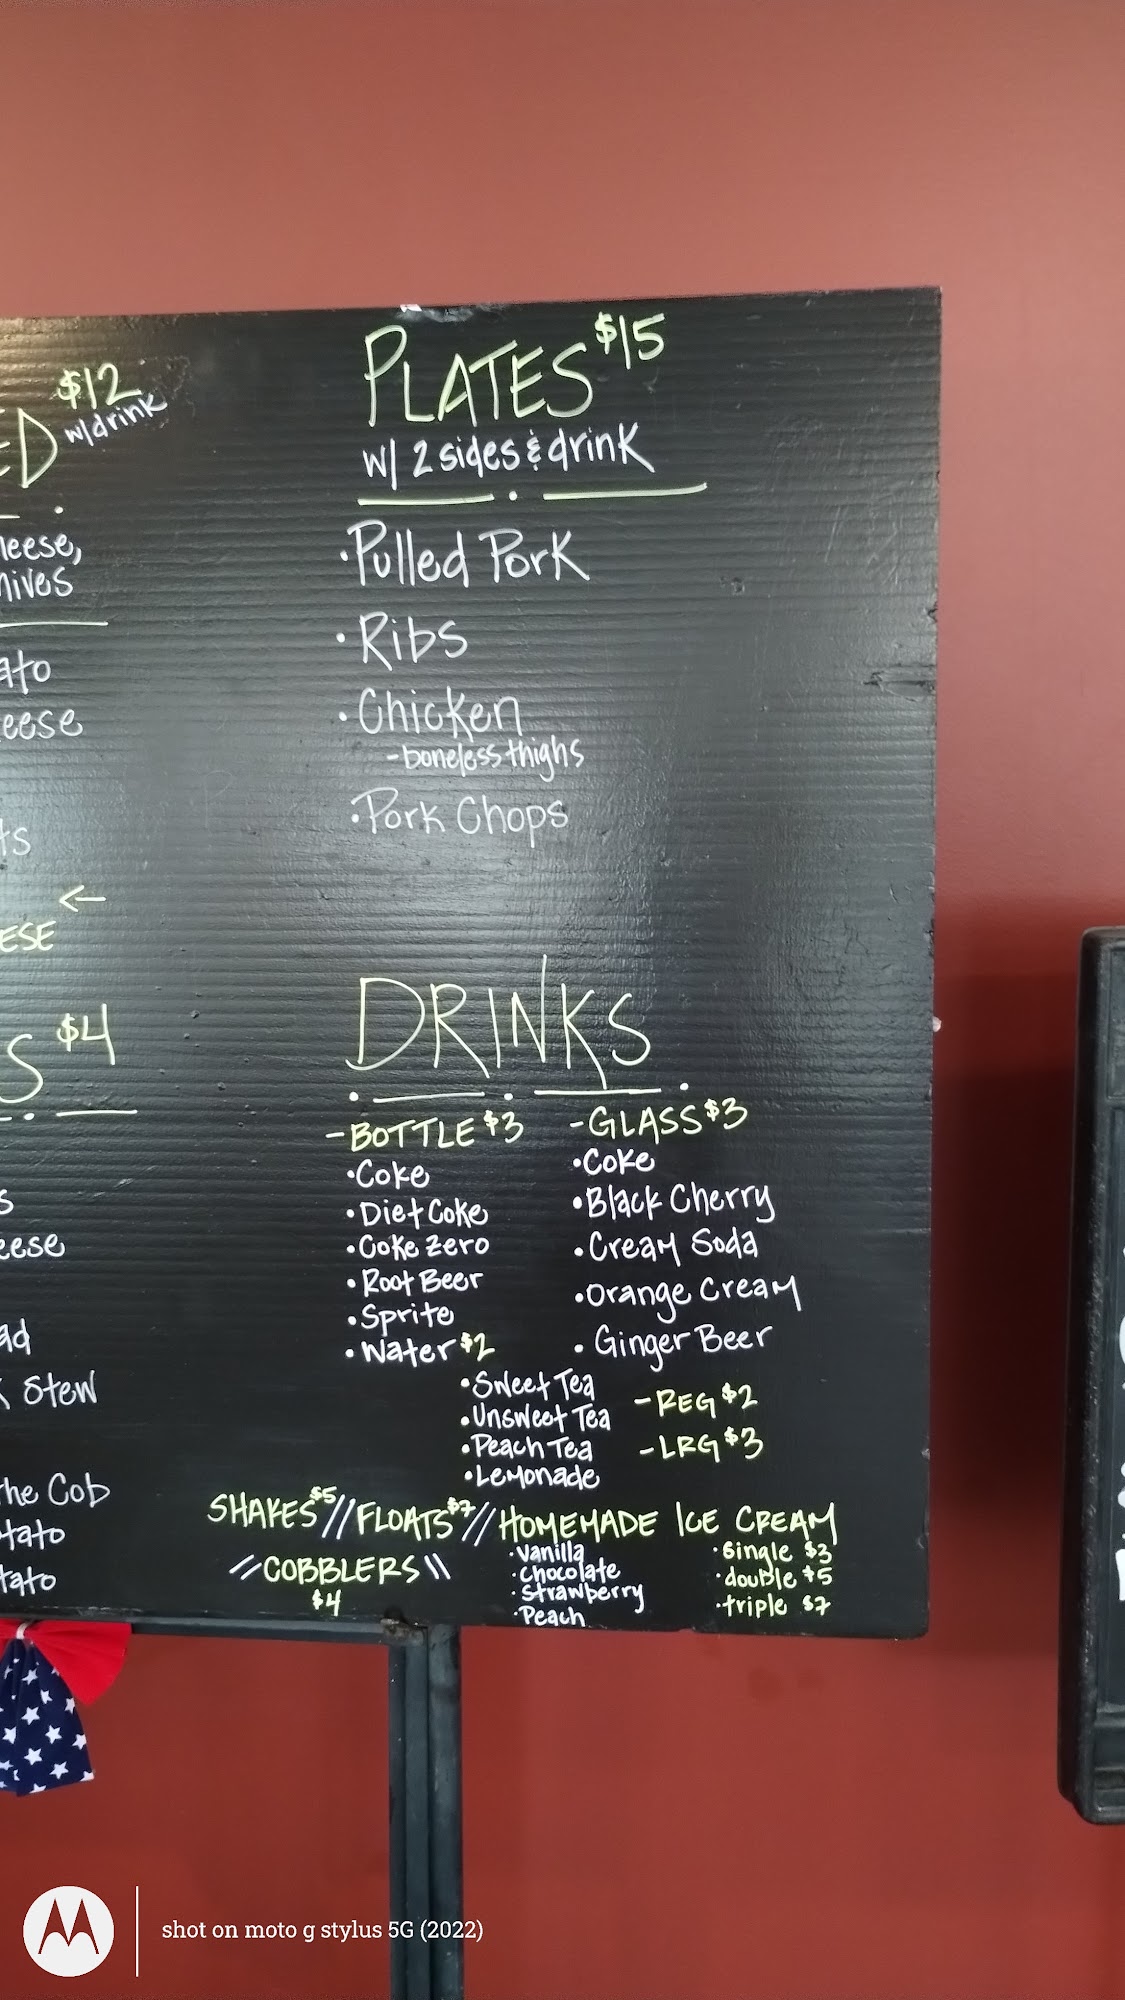 $12
w/drink
ED
leese,
hives
ato
eese
ts
←
ESE
S $4
s
eese
ad
k Stew
the Cob
tato
tato
PLATES $15
w/ 2 sides & drink
·Pulled Pork
·Ribs
·Chicken
-boneless thighs
·Pork Chops
DRINKS
-BOTTLE $3
·Coke
·Diet Coke
·Coke Zero
·Root Beer
·Sprite
·Water $2
-GLASS $3
·Coke
·Black Cherry
·Cream Soda
·Orange Cream
·Ginger Beer
·Sweet Tea
·Unsweet Tea
·Peach Tea
·Lemonade
-REG $2
-LRG $3
SHAKES $5 // FLOATS $7 // HOMEMADE ICE CREAM
// COBBLERS \\
$4
·Vanilla
·Chocolate
·Strawberry
·Peach
·single $3
·double $5
·triple $7
shot on moto g stylus 5G (2022)